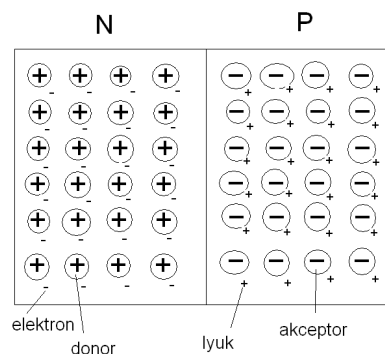 N P
+ + + + − − − −
- - - - + + + +
+ + + + − − − −
- - - - + + + +
+ + + + − − − −
- - - - + + + +
+ + + + − − − −
- - - - + + + +
+ + + + − − − −
- - - - + + + +
+ + + + − − − −
- - - - + + + +
elektron donor lyuk akceptor